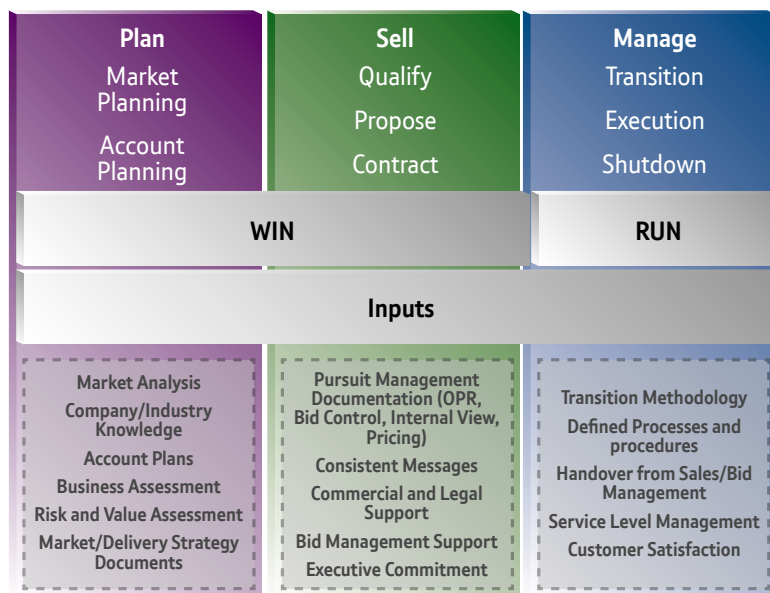 Plan
Market
Planning
Account
Planning
Sell
Qualify
Propose
Contract
Manage
Transition
Execution
Shutdown
WIN
RUN
Inputs
Market Analysis
Company/Industry
Knowledge
Account Plans
Business Assessment
Risk and Value Assessment
Market/Delivery Strategy
Documents
Pursuit Management
Documentation (OPR,
Bid Control, Internal View,
Pricing)
Consistent Messages
Commercial and Legal
Support
Bid Management Support
Executive Commitment
Transition Methodology
Defined Processes and
procedures
Handover from Sales/Bid
Management
Service Level Management
Customer Satisfaction